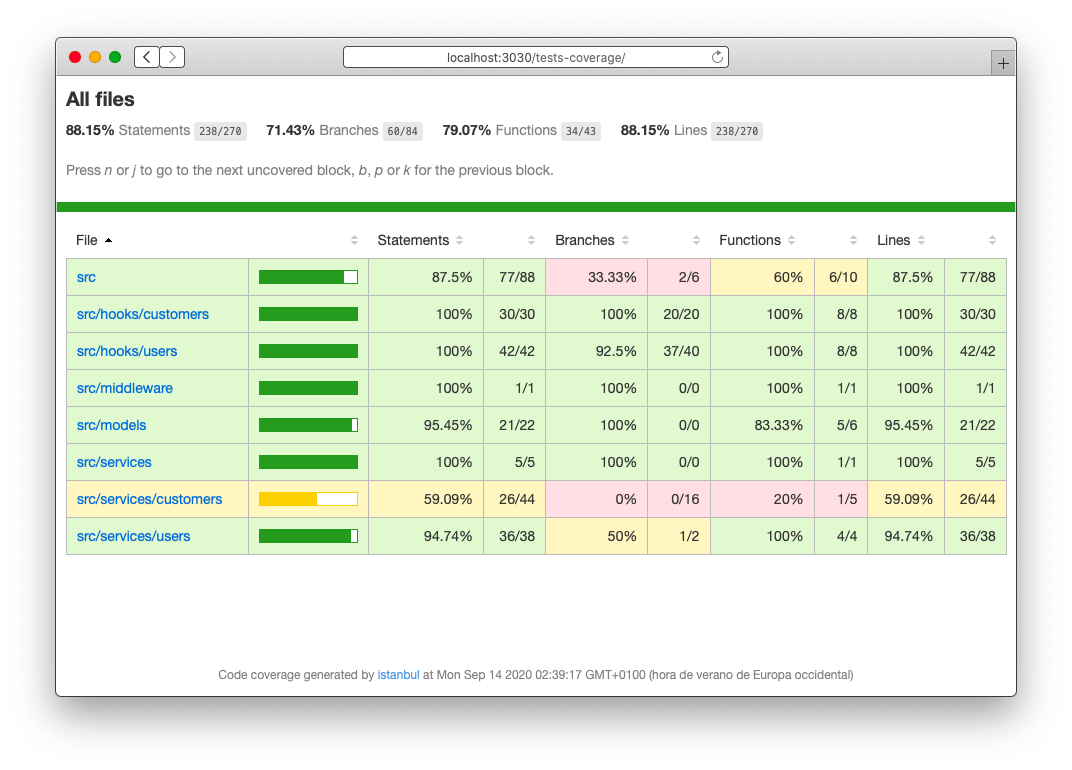 localhost:3030/tests-coverage/
All files
88.15% Statements 238/270 71.43% Branches 60/84 79.07% Functions 34/43 88.15% Lines 238/270
Press n or j to go to the next uncovered block, b, p or k for the previous block.
File Statements Branches Functions Lines
src 87.5% 77/88 33.33% 2/6 60% 6/10 87.5% 77/88
src/hooks/customers 100% 30/30 100% 20/20 100% 8/8 100% 30/30
src/hooks/users 100% 42/42 92.5% 37/40 100% 8/8 100% 42/42
src/middleware 100% 1/1 100% 0/0 100% 1/1 100% 1/1
src/models 95.45% 21/22 100% 0/0 83.33% 5/6 95.45% 21/22
src/services 100% 5/5 100% 0/0 100% 1/1 100% 5/5
src/services/customers 59.09% 26/44 0% 0/16 20% 1/5 59.09% 26/44
src/services/users 94.74% 36/38 50% 1/2 100% 4/4 94.74% 36/38
Code coverage generated by istanbul at Mon Sep 14 2020 02:39:17 GMT+0100 (hora de verano de Europa occidental)